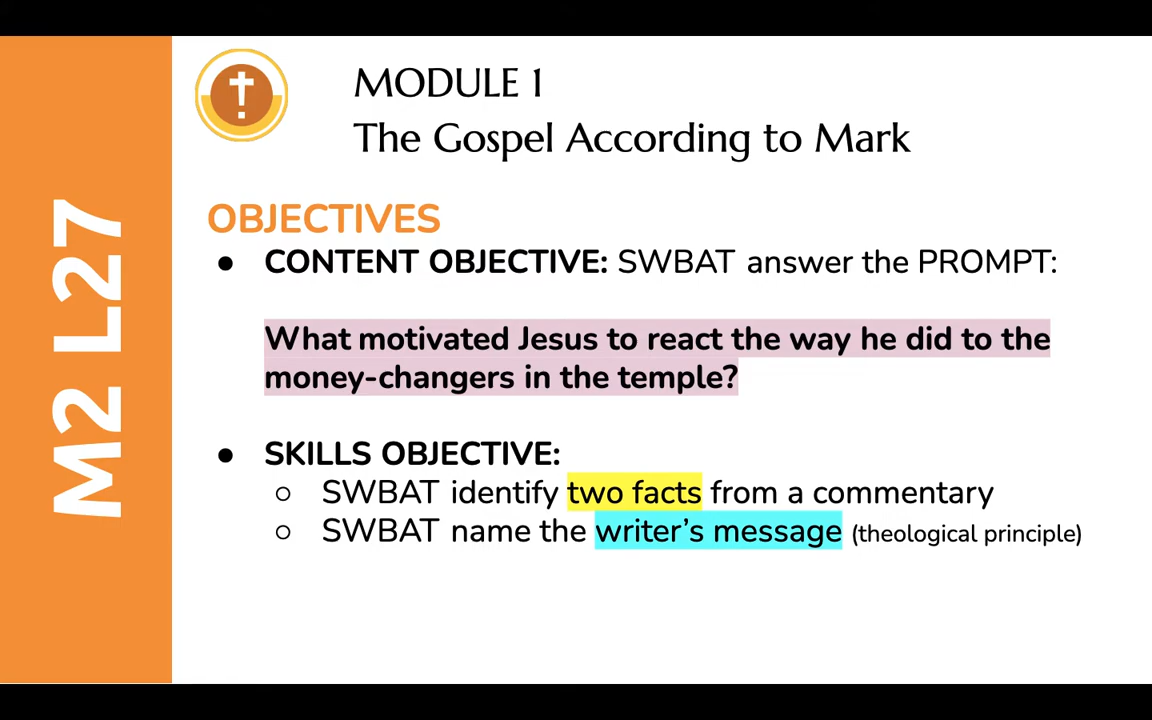 M2 L27
MODULE 1
The Gospel According to Mark
OBJECTIVES
● CONTENT OBJECTIVE: SWBAT answer the PROMPT:
What motivated Jesus to react the way he did to the
money-changers in the temple?
● SKILLS OBJECTIVE:
○ SWBAT identify two facts from a commentary
○ SWBAT name the writer’s message (theological principle)